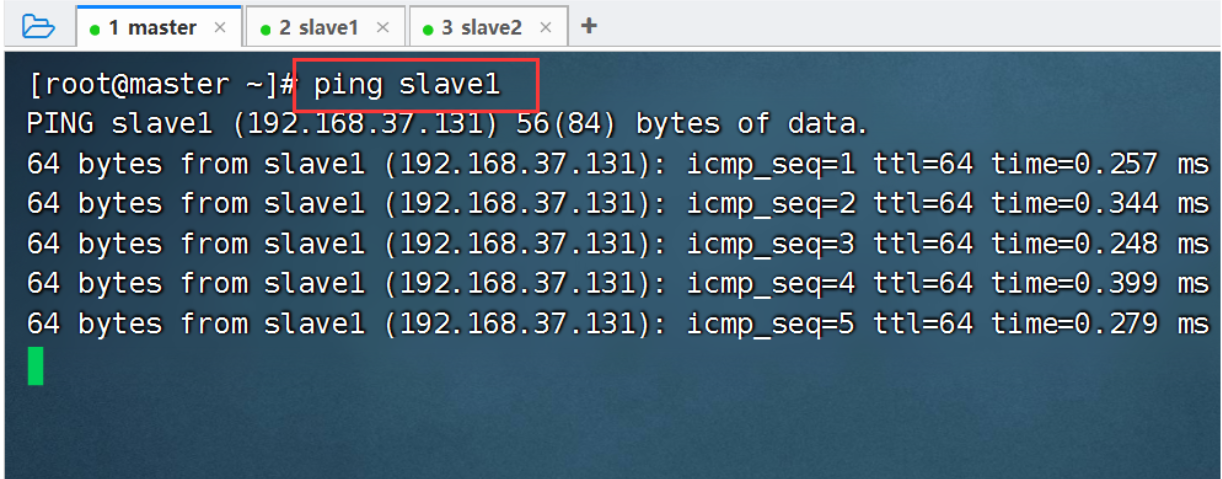 1 master × 2 slave1 × 3 slave2 × +
[root@master ~]# ping slave1
PING slave1 (192.168.37.131) 56(84) bytes of data.
64 bytes from slave1 (192.168.37.131): icmp_seq=1 ttl=64 time=0.257 ms
64 bytes from slave1 (192.168.37.131): icmp_seq=2 ttl=64 time=0.344 ms
64 bytes from slave1 (192.168.37.131): icmp_seq=3 ttl=64 time=0.248 ms
64 bytes from slave1 (192.168.37.131): icmp_seq=4 ttl=64 time=0.399 ms
64 bytes from slave1 (192.168.37.131): icmp_seq=5 ttl=64 time=0.279 ms